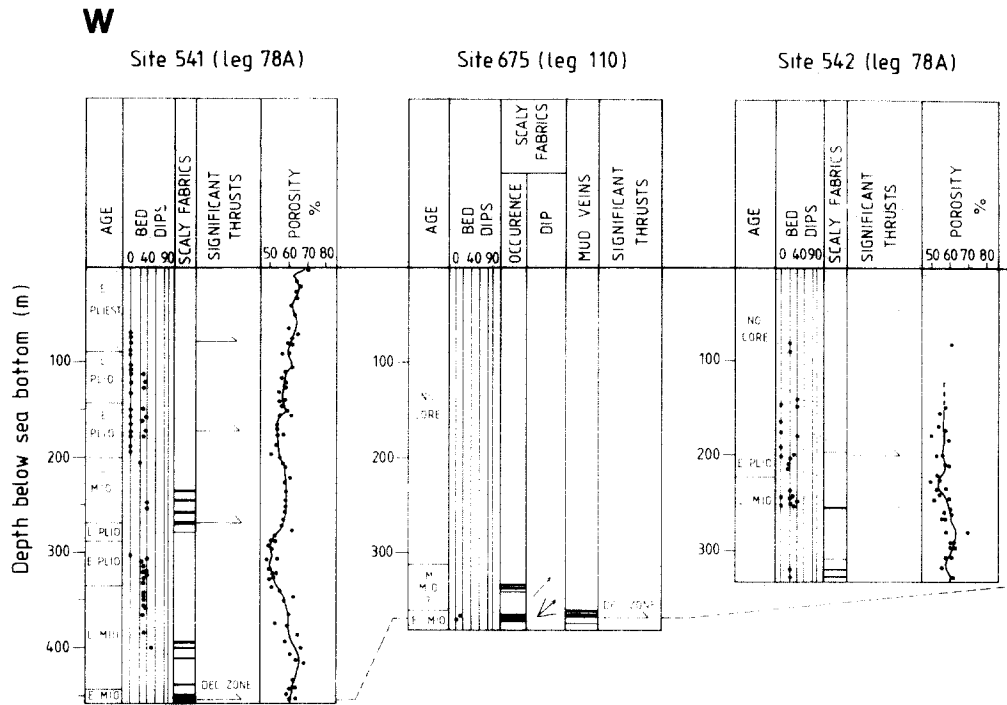 W
Site 541 (leg 78A)
Site 675 (leg 110)
Site 542 (leg 78A)
AGE
BED DIPS
SCALY FABRICS
SIGNIFICANT THRUSTS
POROSITY %
0 40 90
50 60 70 80
AGE
BED DIPS
SCALY FABRICS
OCCURENCE
DIP
MUD VEINS
SIGNIFICANT THRUSTS
0 40 90
AGE
BED DIPS
SCALY FABRICS
SIGNIFICANT THRUSTS
POROSITY %
0 40 90
50 60 70 80
Depth below sea bottom (m)
100
200
300
400
PLIEST
PLIO
PLIO
MIO
L PLIO
E PLIO
L MIO
E MIO
DEC ZONE
100
200
300
NO CORE
M MIO ?
E MIO
DEC ZONE
100
200
300
NO CORE
E PLIO
L MIO